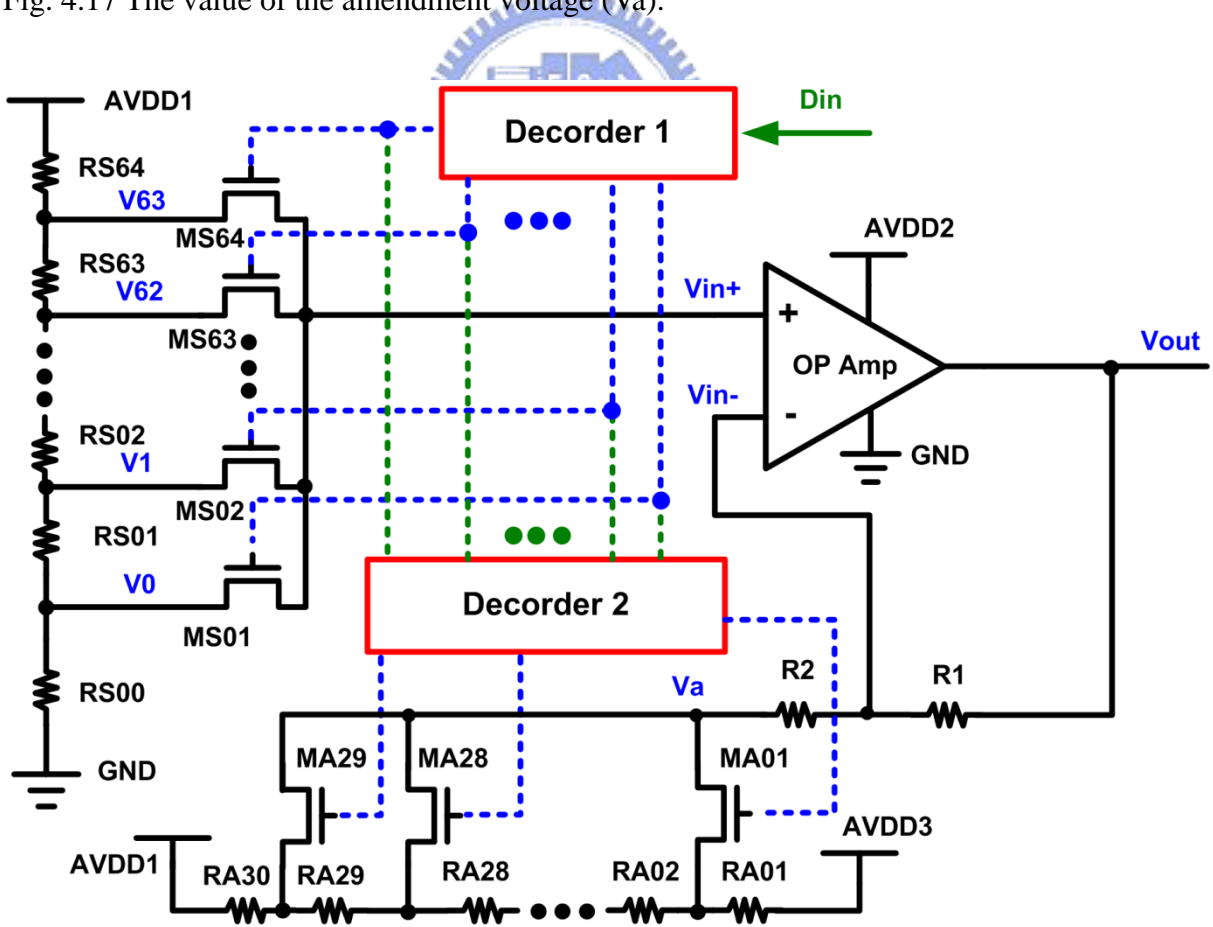 Fig. 4.17 The value of the amendment voltage (Va).
AVDD1
Decorder 1
Din
RS64
V63
MS64
RS63
V62
MS63
AVDD2
Vin+
+
OP Amp
Vout
Vin-
-
GND
RS02
V1
MS02
RS01
V0
MS01
Decorder 2
RS00
Va
R2
R1
GND
MA29
MA28
MA01
AVDD1
AVDD3
RA30
RA29
RA28
RA02
RA01